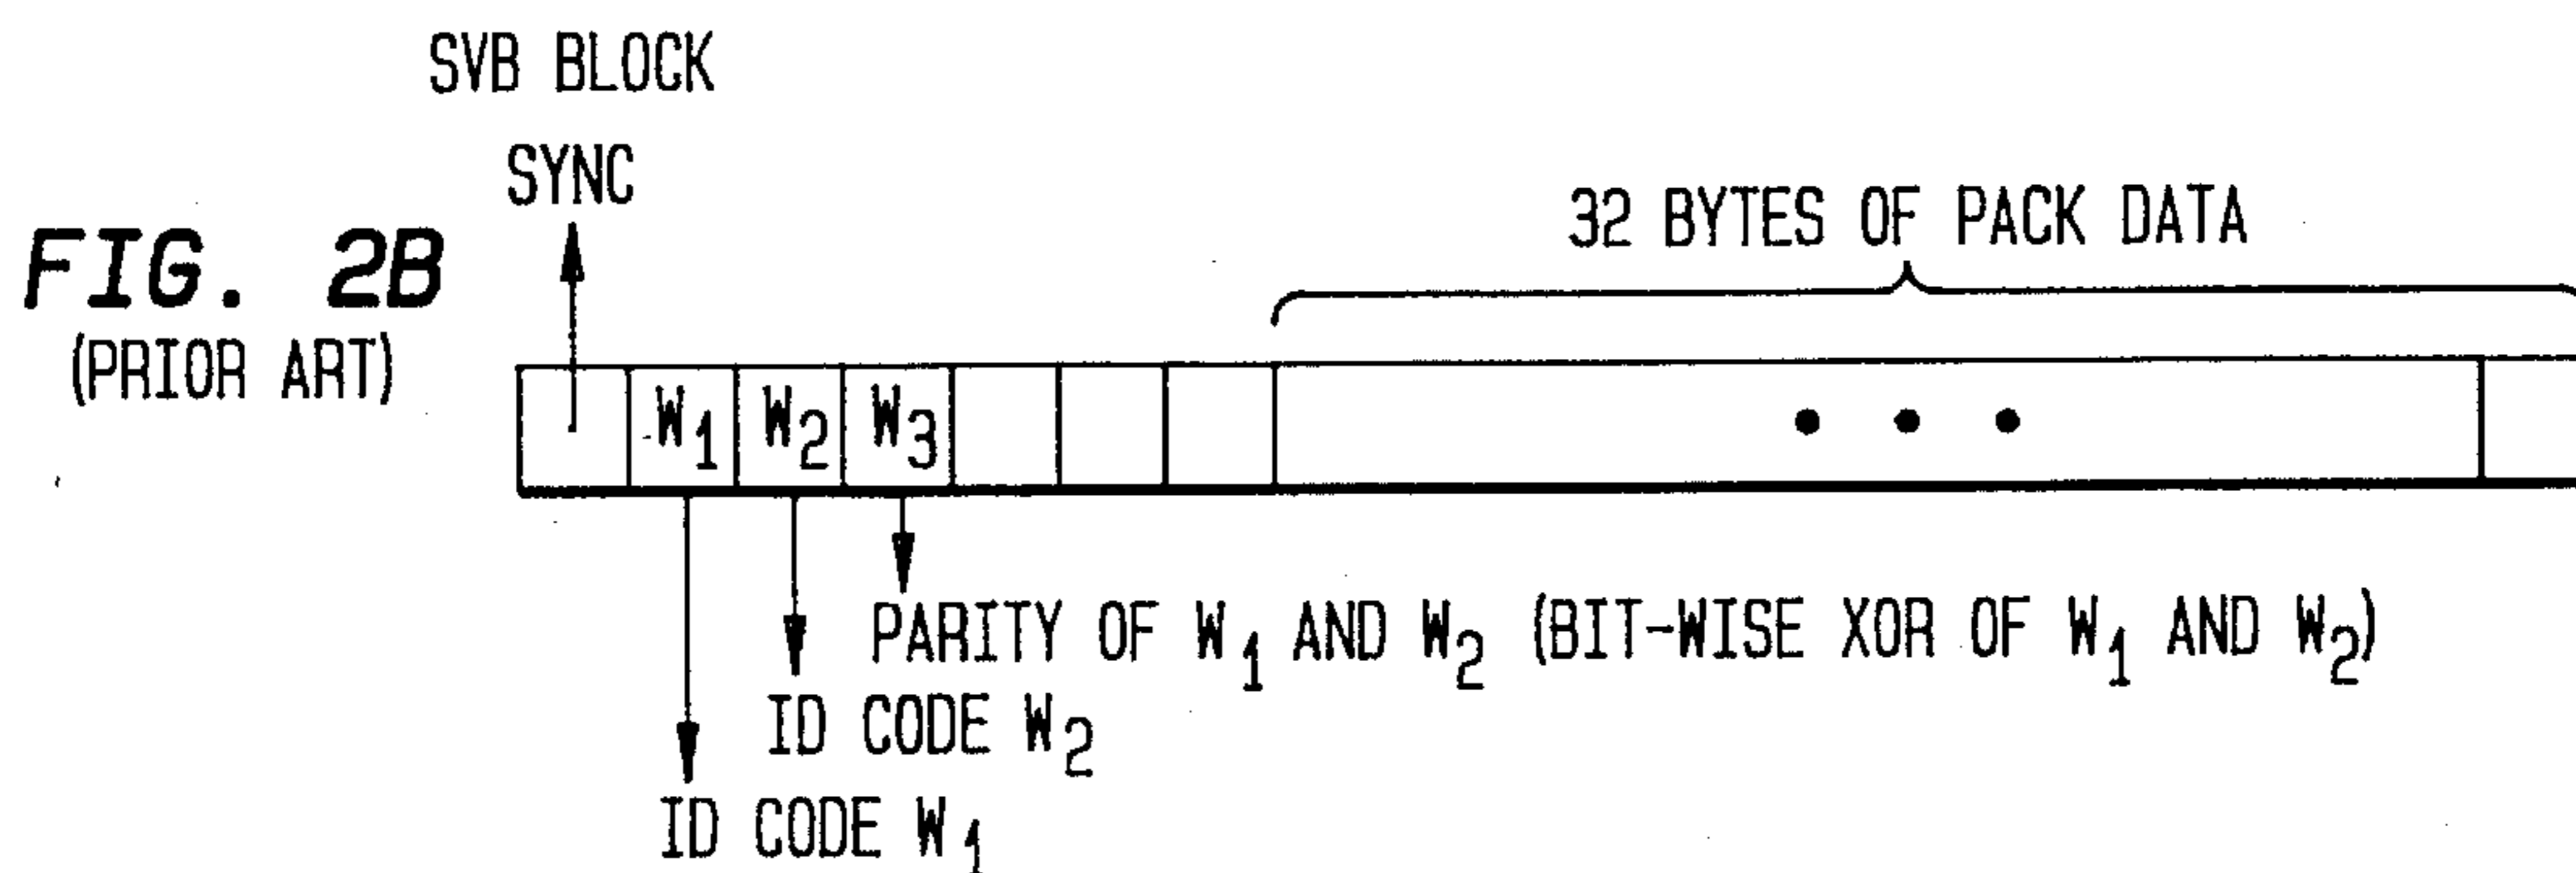 SVB BLOCK
SYNC
FIG. 2B
(PRIOR ART)
32 BYTES OF PACK DATA
W1 W2 W3
PARITY OF W1 AND W2 (BIT-WISE XOR OF W1 AND W2)
ID CODE W2
ID CODE W1